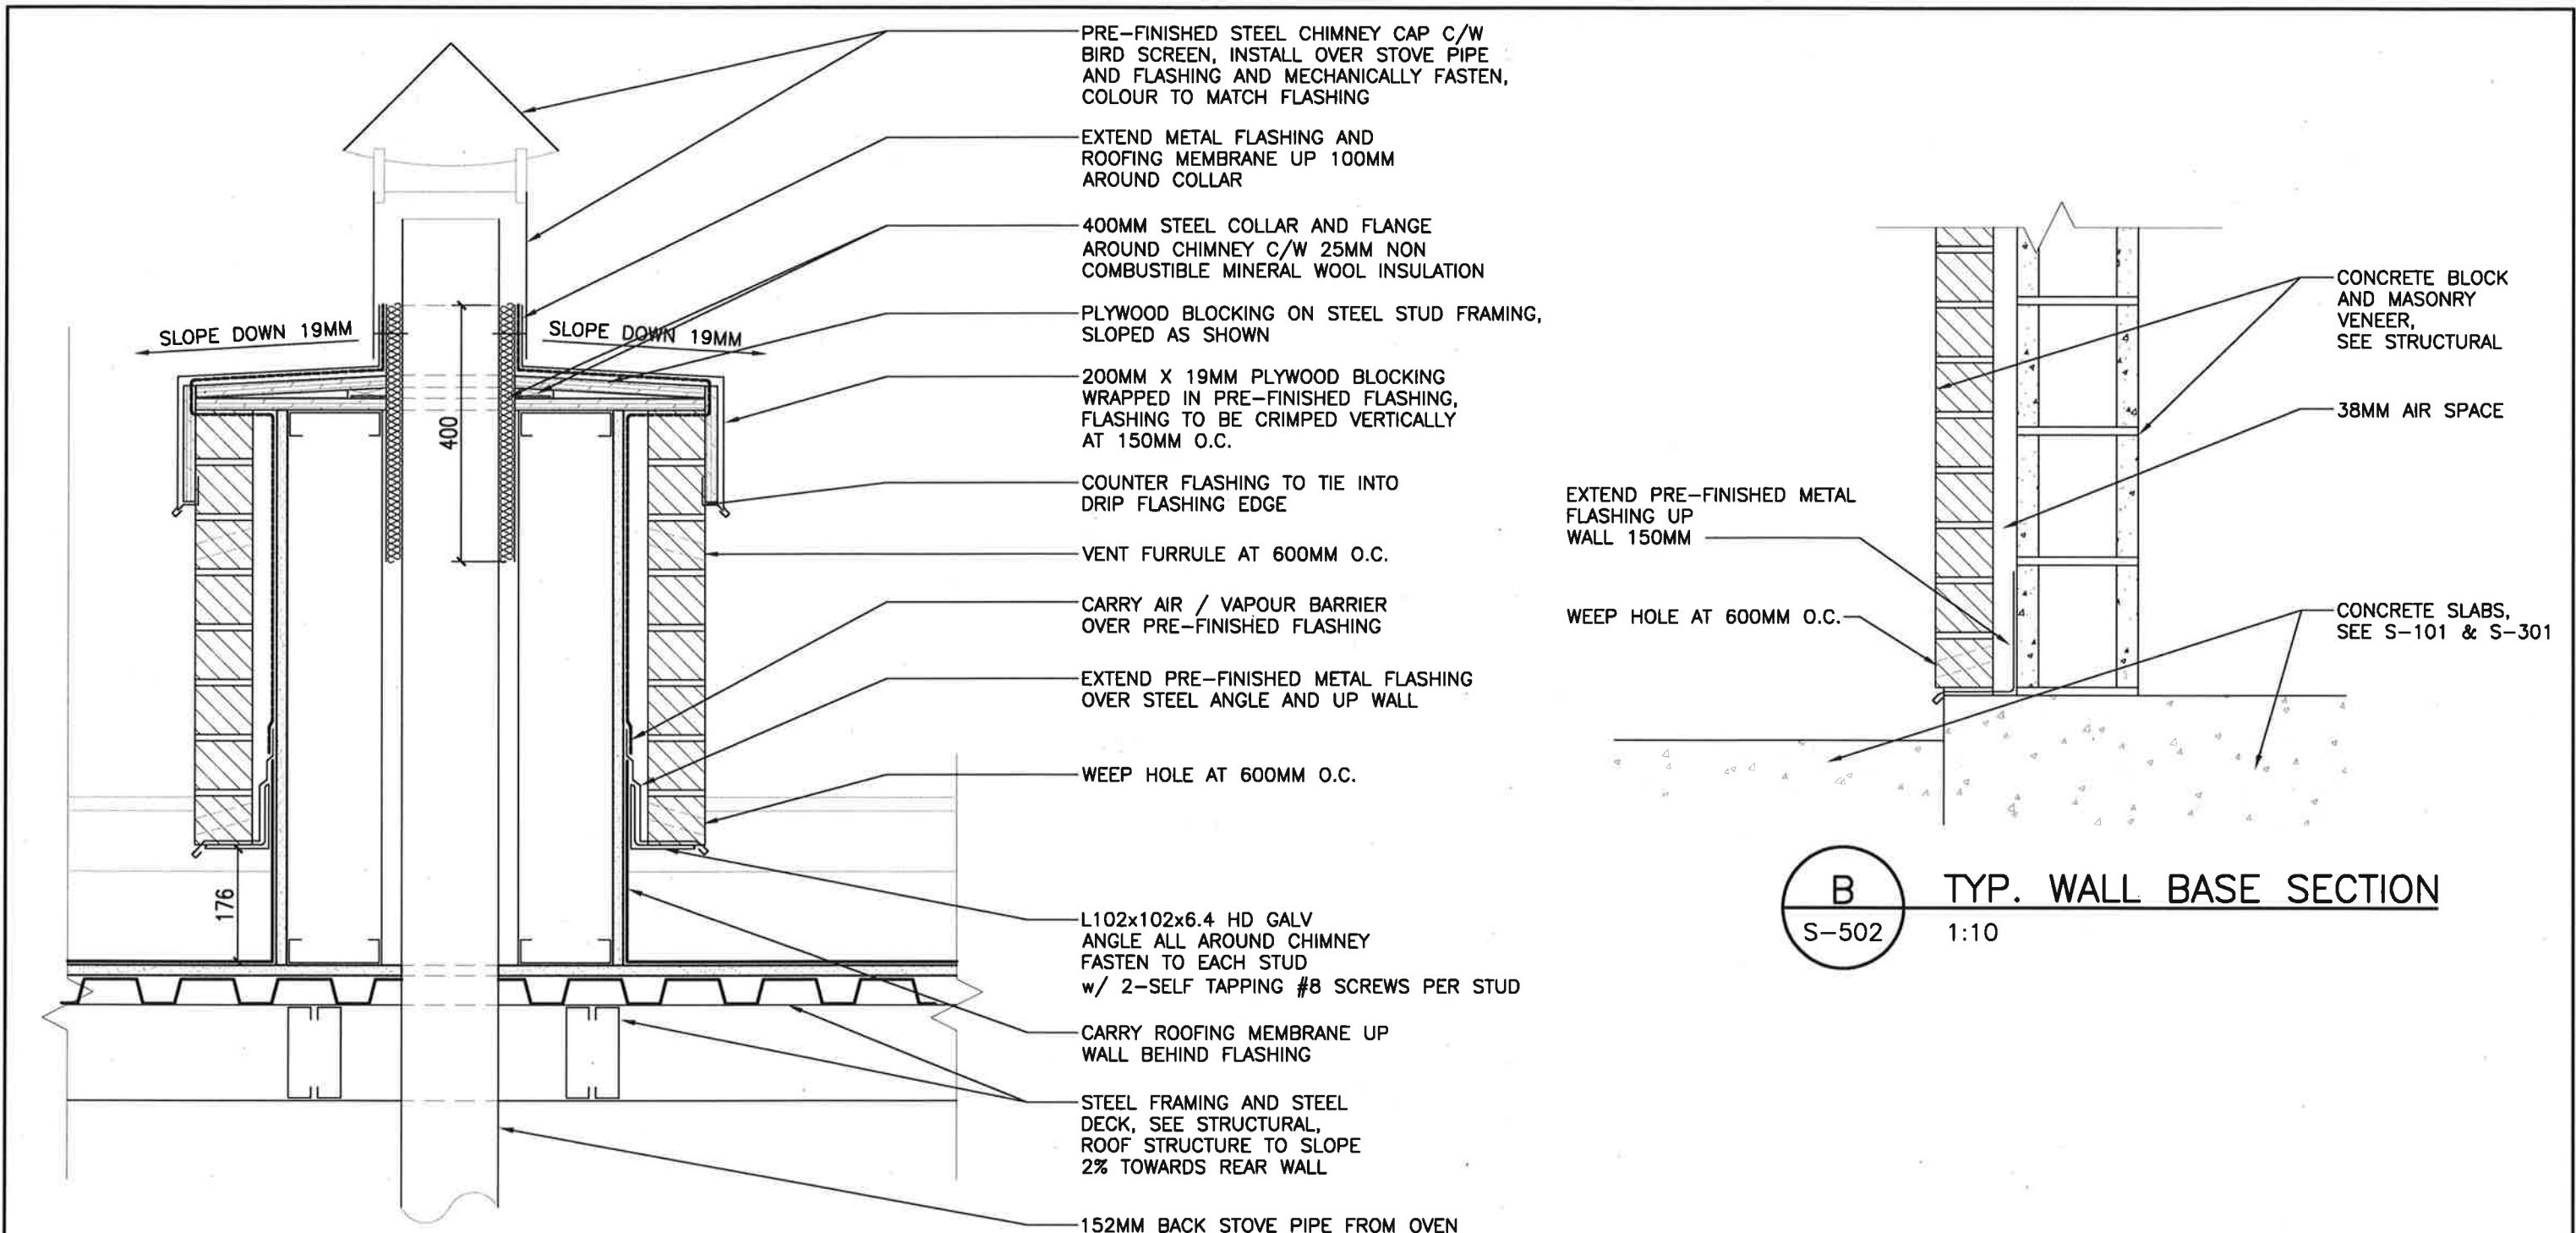 PRE-FINISHED STEEL CHIMNEY CAP C/W
BIRD SCREEN, INSTALL OVER STOVE PIPE
AND FLASHING AND MECHANICALLY FASTEN,
COLOUR TO MATCH FLASHING
EXTEND METAL FLASHING AND
ROOFING MEMBRANE UP 100MM
AROUND COLLAR
400MM STEEL COLLAR AND FLANGE
AROUND CHIMNEY C/W 25MM NON
COMBUSTIBLE MINERAL WOOL INSULATION
PLYWOOD BLOCKING ON STEEL STUD FRAMING,
SLOPED AS SHOWN
SLOPE DOWN 19MM
SLOPE DOWN 19MM
200MM X 19MM PLYWOOD BLOCKING
WRAPPED IN PRE-FINISHED FLASHING,
FLASHING TO BE CRIMPED VERTICALLY
AT 150MM O.C.
400
COUNTER FLASHING TO TIE INTO
DRIP FLASHING EDGE
VENT FURRULE AT 600MM O.C.
CARRY AIR / VAPOUR BARRIER
OVER PRE-FINISHED FLASHING
EXTEND PRE-FINISHED METAL FLASHING
OVER STEEL ANGLE AND UP WALL
WEEP HOLE AT 600MM O.C.
176
L102x102x6.4 HD GALV
ANGLE ALL AROUND CHIMNEY
FASTEN TO EACH STUD
w/ 2-SELF TAPPING #8 SCREWS PER STUD
CARRY ROOFING MEMBRANE UP
WALL BEHIND FLASHING
STEEL FRAMING AND STEEL
DECK, SEE STRUCTURAL,
ROOF STRUCTURE TO SLOPE
2% TOWARDS REAR WALL
152MM BACK STOVE PIPE FROM OVEN
CONCRETE BLOCK
AND MASONRY
VENEER,
SEE STRUCTURAL
38MM AIR SPACE
EXTEND PRE-FINISHED METAL
FLASHING UP
WALL 150MM
WEEP HOLE AT 600MM O.C.
CONCRETE SLABS,
SEE S-101 & S-301
B
S-502
TYP. WALL BASE SECTION
1:10